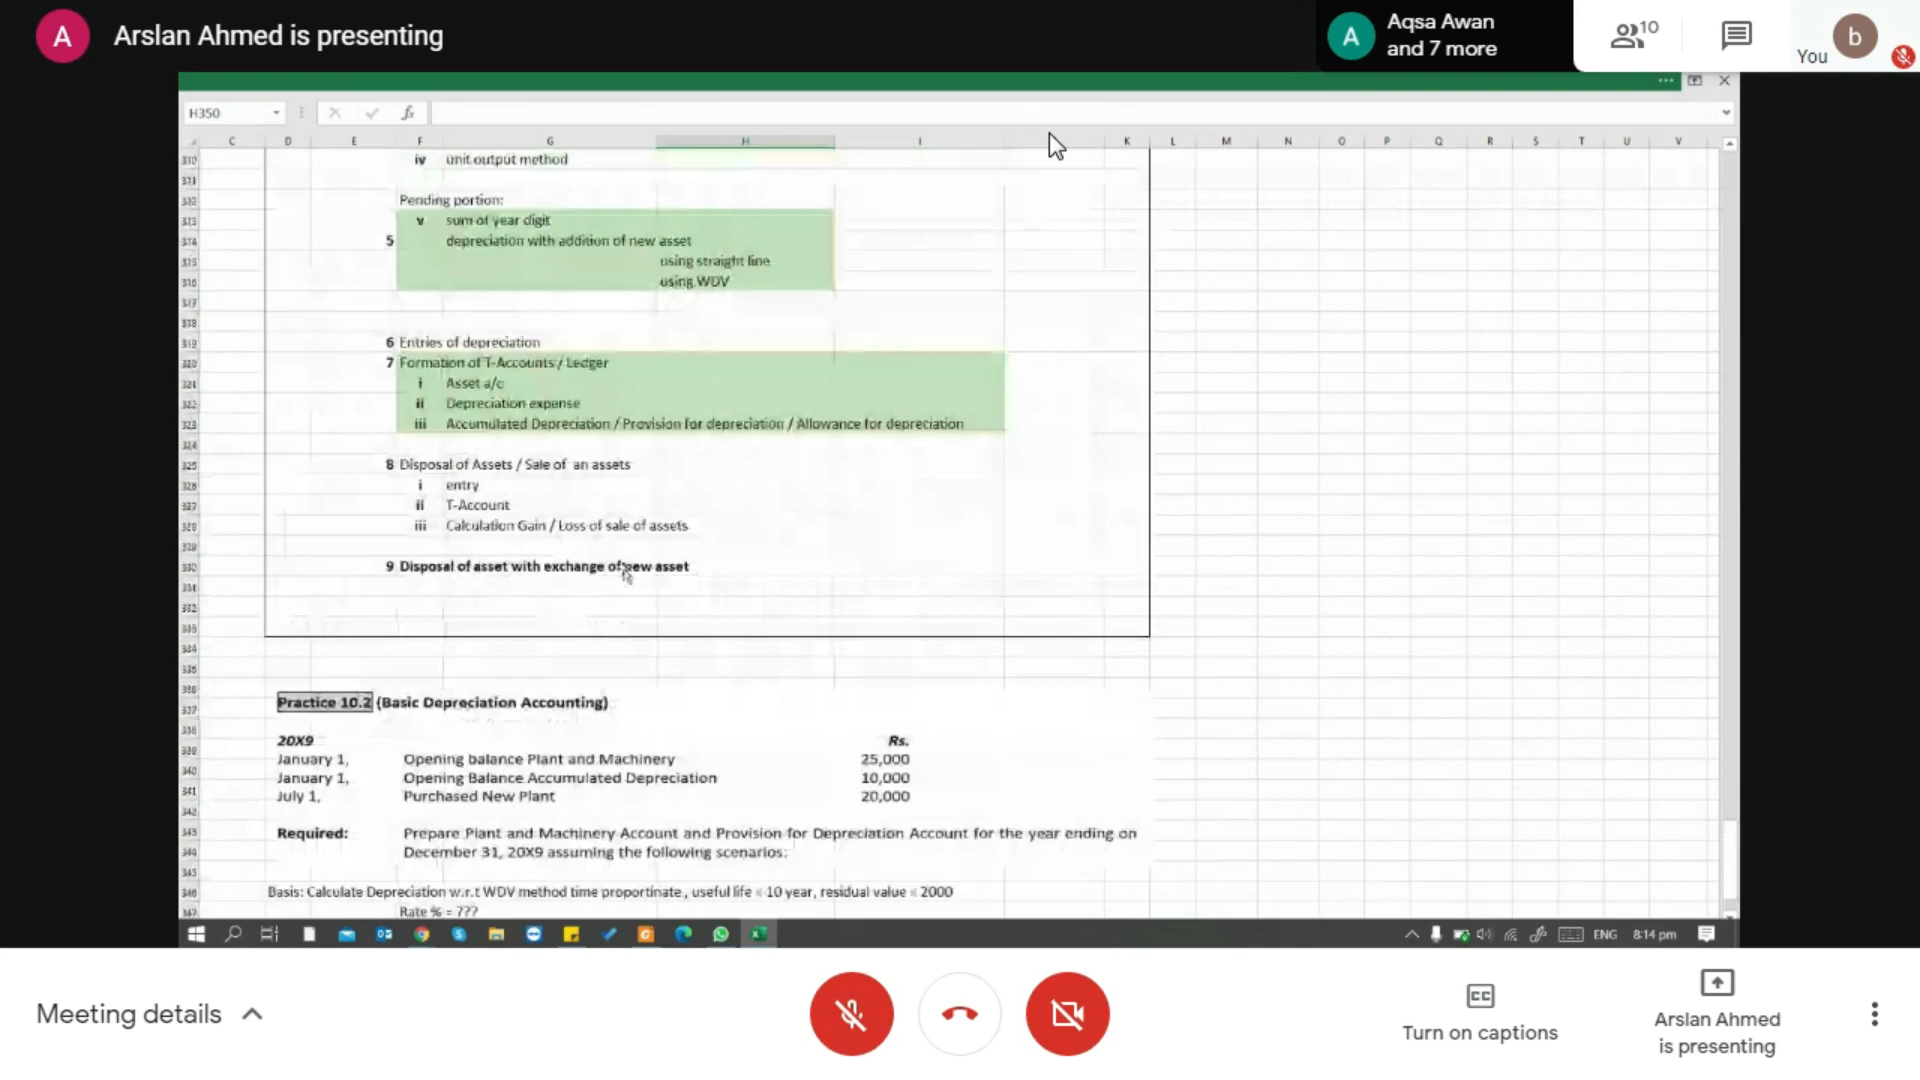 A Arslan Ahmed is presenting
A Aqsa Awan and 7 more
10
You b
H350
fx
C D E F G H I K L M N O P Q R S T U V
iv unit output method
Pending portion:
v sum of year digit
5 depreciation with addition of new asset
using straight line
using WDV
6 Entries of depreciation
7 Formation of T-Accounts / Ledger
i Asset a/c
ii Depreciation expense
iii Accumulated Depreciation / Provision for depreciation / Allowance for depreciation
8 Disposal of Assets / Sale of an assets
i entry
ii T-Account
iii Calculation Gain / Loss of sale of assets
9 Disposal of asset with exchange of new asset
Practice 10.2 (Basic Depreciation Accounting)
20X9 Rs.
January 1, Opening balance Plant and Machinery 25,000
January 1, Opening Balance Accumulated Depreciation 10,000
July 1, Purchased New Plant 20,000
Required: Prepare Plant and Machinery Account and Provision for Depreciation Account for the year ending on
December 31, 20X9 assuming the following scenarios:
Basis: Calculate Depreciation w.r.t WDV method time proportinate, useful life = 10 year, residual value = 2000
Rate % = ???
ENG 8:14 pm
Meeting details
CC
Turn on captions
Arslan Ahmed
is presenting